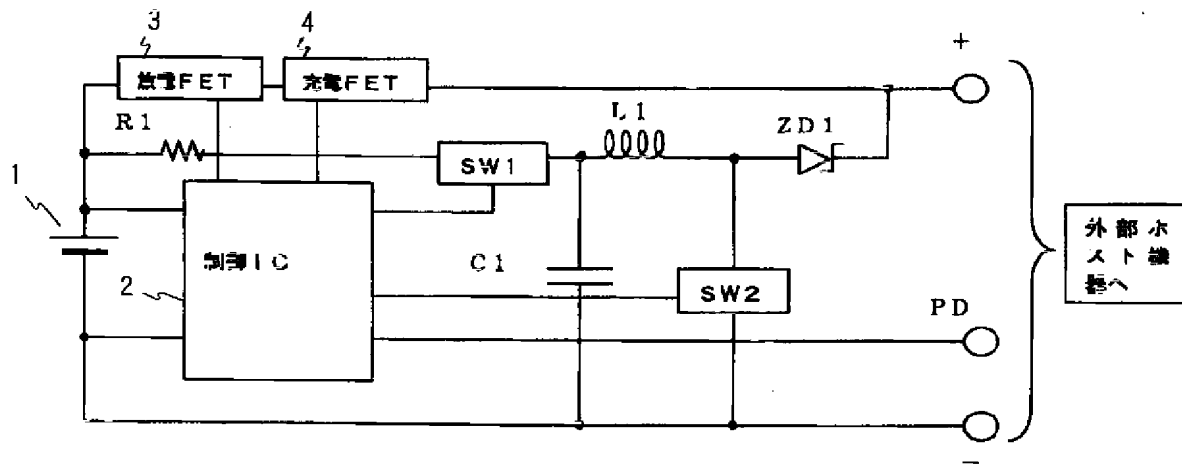 3
4
+
放電FET
充電FET
R1
L1
ZD1
SW1
1
制御IC
C1
外部ホ
スト機
器へ
2
SW2
PD
−